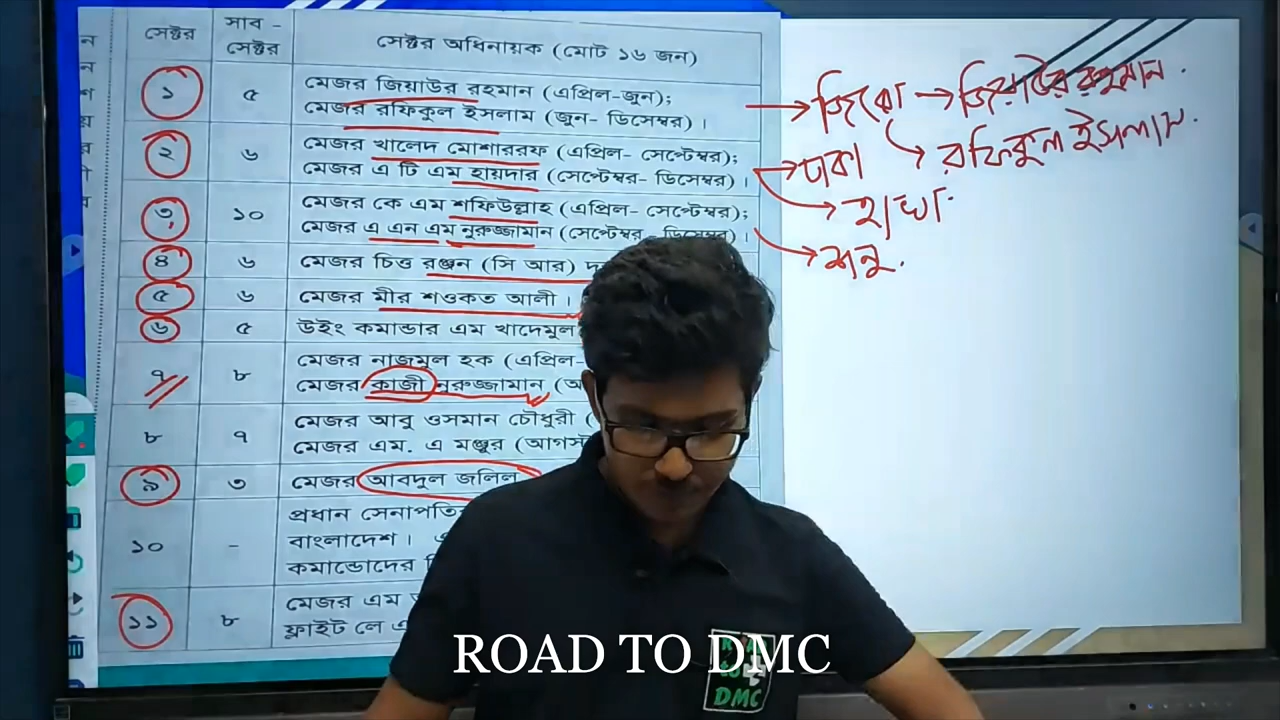 সেক্টর
সাব -
সেক্টর
সেক্টর অধিনায়ক (মোট ১৬ জন)
১
৫
মেজর জিয়াউর রহমান (এপ্রিল-জুন);
মেজর রফিকুল ইসলাম (জুন- ডিসেম্বর) ।
২
৬
মেজর খালেদ মোশাররফ (এপ্রিল- সেপ্টেম্বর);
মেজর এ টি এম হায়দার (সেপ্টেম্বর- ডিসেম্বর) ।
৩
১০
মেজর কে এম শফিউল্লাহ (এপ্রিল- সেপ্টেম্বর);
মেজর এ এন এম নুরুজ্জামান (সেপ্টেম্বর - ডিসেম্বর) ।
৪
৬
মেজর চিত্ত রঞ্জন (সি আর)
৫
৬
মেজর মীর শওকত আলী ।
৬
৫
উইং কমান্ডার এম খাদেমুল
৭
৮
মেজর নাজমুল হক (এপ্রিল-
মেজর কাজী নুরুজ্জামান
৮
৭
মেজর আবু ওসমান চৌধুরী (
মেজর এম. এ মঞ্জুর (আগস্ট
৯
৩
মেজর আবদুল জলিল
১০
-
প্রধান সেনাপতি
বাংলাদেশ ।
কমান্ডোদের
১১
৮
মেজর এম
ফ্লাইট লে
জিরো → জিয়াউর রহমান .
রফিকুল ইসলাম .
ঢাকা
হাখা
শনু .
ROAD TO DMC
DMC